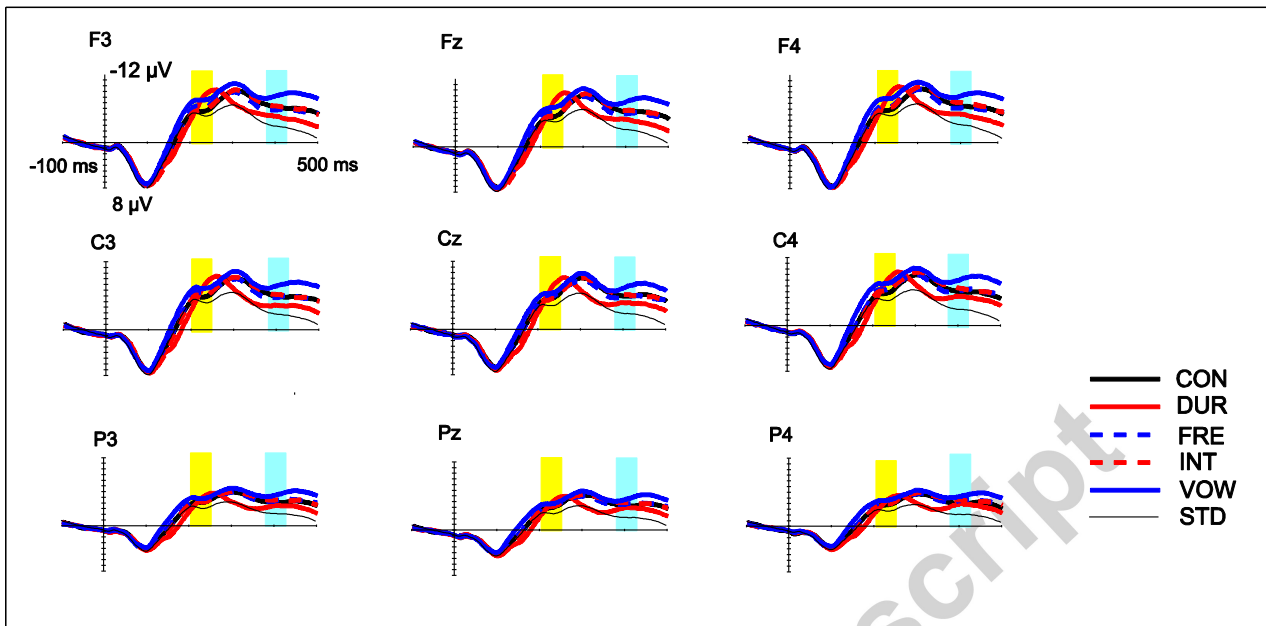 F3
Fz
F4
-12 µV
-100 ms
500 ms
8 µV
C3
Cz
C4
P3
Pz
P4
CON
DUR
FRE
INT
VOW
STD
script